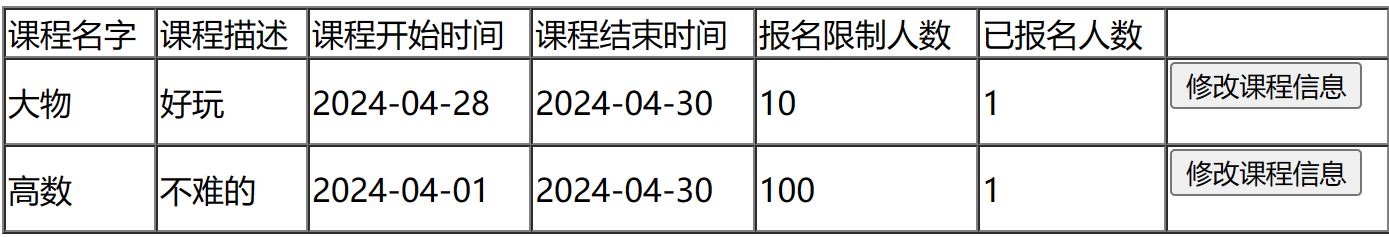 课程名字 课程描述 课程开始时间 课程结束时间 报名限制人数 已报名人数
大物 好玩 2024-04-28 2024-04-30 10 1 修改课程信息
高数 不难的 2024-04-01 2024-04-30 100 1 修改课程信息